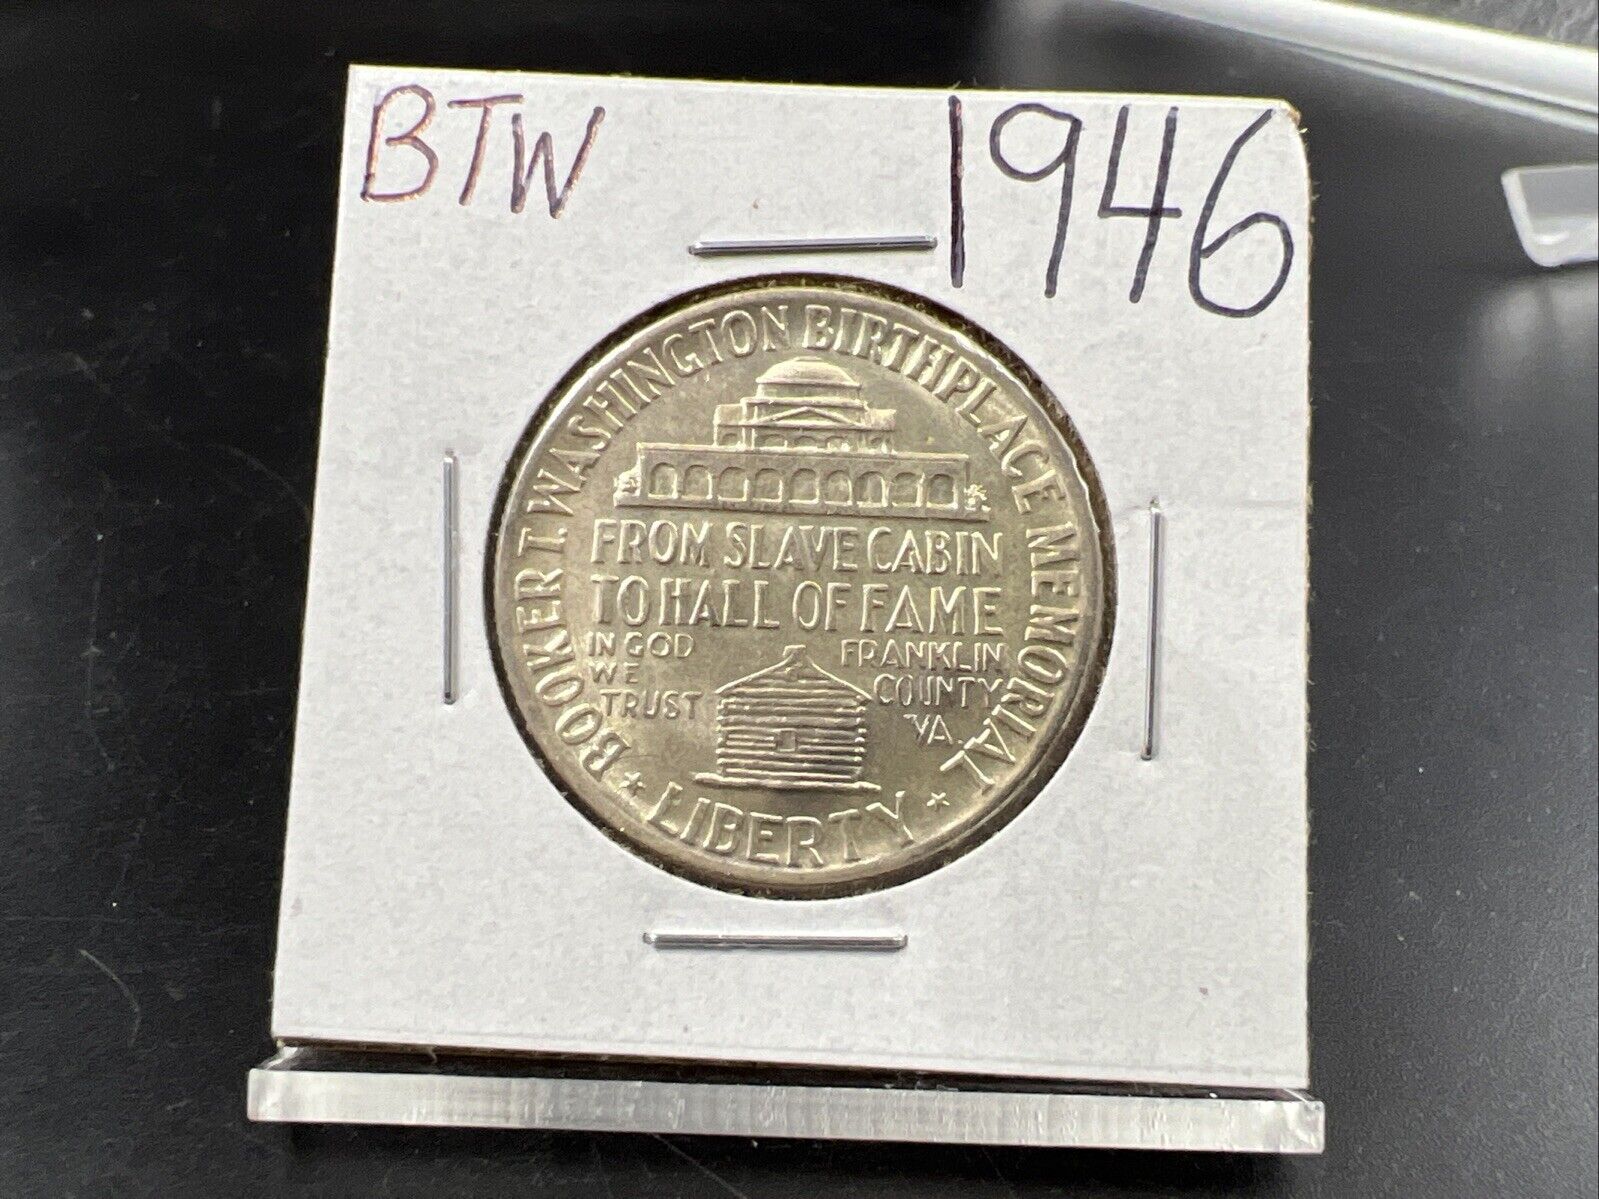 BTW 1946
BOOKER T. WASHINGTON BIRTHPLACE MEMORIAL
FROM SLAVE CABIN
TO HALL OF FAME
IN GOD
WE
TRUST
FRANKLIN
COUNTY
VA.
LIBERTY